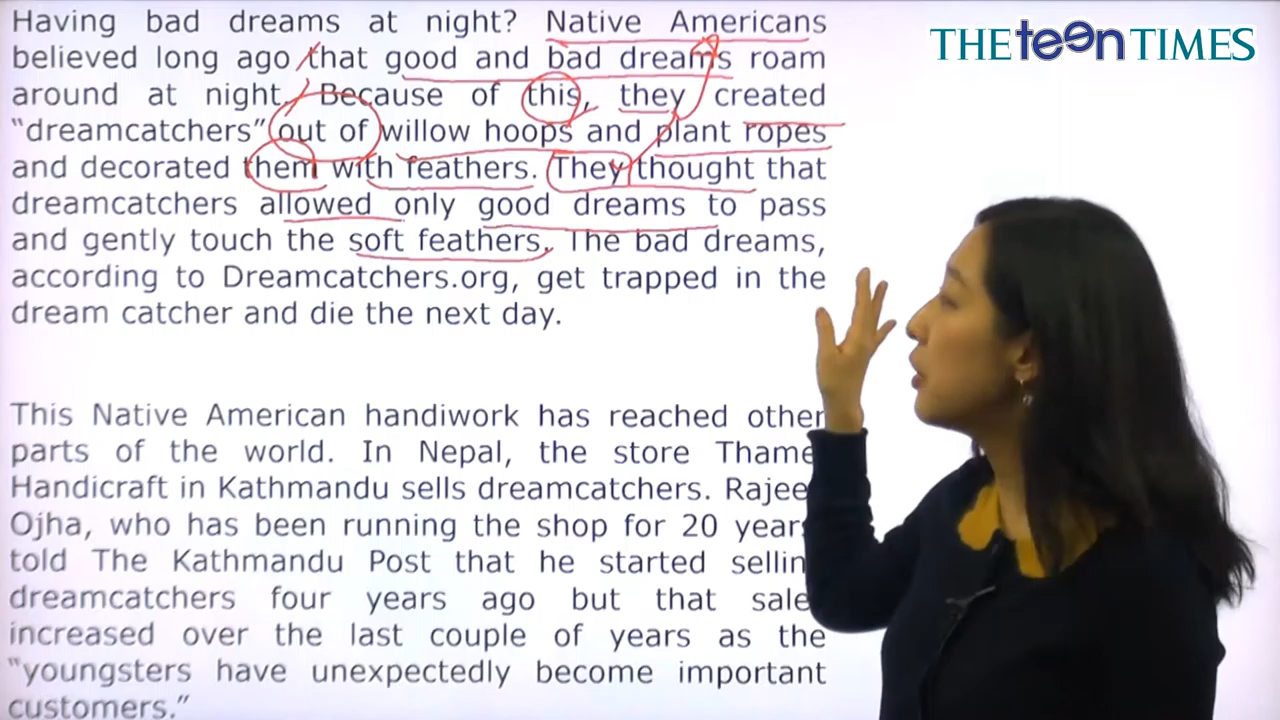 THE teen TIMES
Having bad dreams at night? Native Americans
believed long ago that good and bad dreams roam
around at night. Because of this, they created
“dreamcatchers” out of willow hoops and plant ropes
and decorated them with feathers. They thought that
dreamcatchers allowed only good dreams to pass
and gently touch the soft feathers. The bad dreams,
according to Dreamcatchers.org, get trapped in the
dream catcher and die the next day.
This Native American handiwork has reached other
parts of the world. In Nepal, the store Thame
Handicraft in Kathmandu sells dreamcatchers. Rajee
Ojha, who has been running the shop for 20 years
told The Kathmandu Post that he started sellin
dreamcatchers four years ago but that sale
increased over the last couple of years as the
“youngsters have unexpectedly become important
customers.”